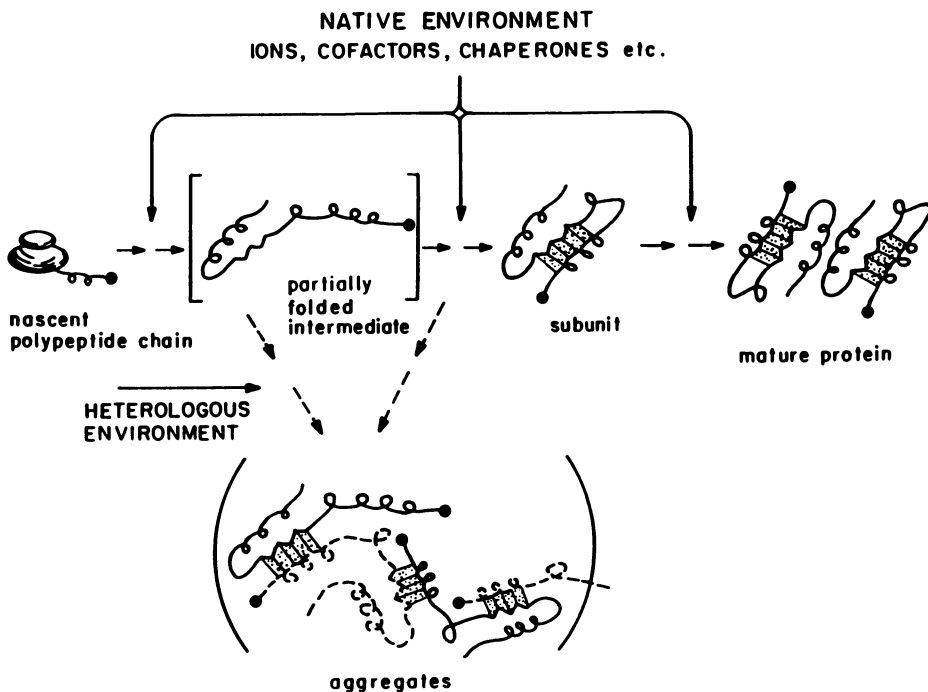 NATIVE ENVIRONMENT
IONS, COFACTORS, CHAPERONES etc.
nascent
polypeptide chain
partially
folded
intermediate
subunit
mature protein
HETEROLOGOUS
ENVIRONMENT
aggregates